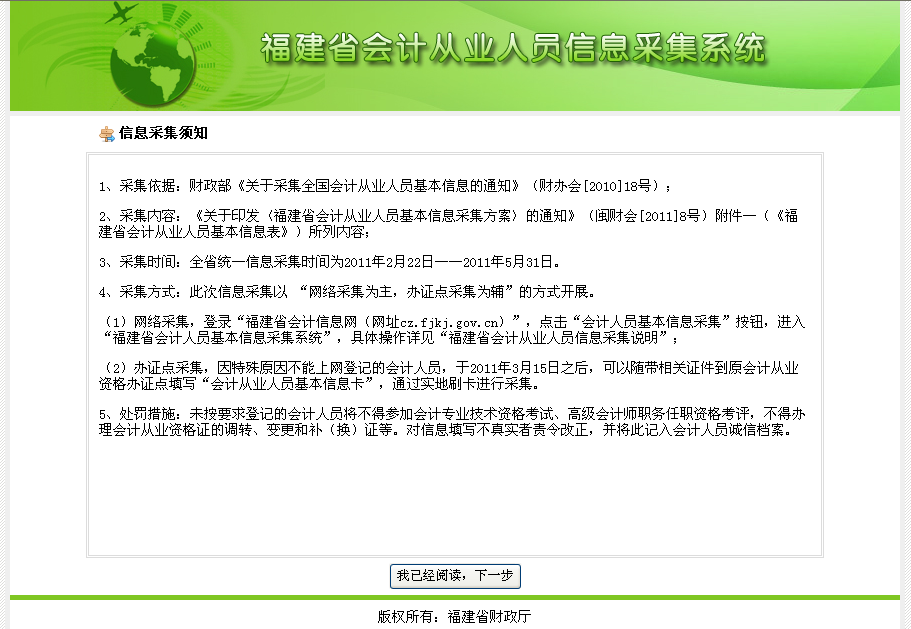 福建省会计从业人员信息采集系统
信息采集须知
1、采集依据：财政部《关于采集全国会计从业人员基本信息的通知》（财办会[2010]18号）；
2、采集内容：《关于印发〈福建省会计从业人员基本信息采集方案〉的通知》（闽财会[2011]8号）附件一（《福
建省会计从业人员基本信息表》）所列内容；
3、采集时间：全省统一信息采集时间为2011年2月22日——2011年5月31日。
4、采集方式：此次信息采集以 “网络采集为主，办证点采集为辅”的方式开展。
（1）网络采集，登录“福建省会计信息网（网址cz.fjkj.gov.cn）”，点击“会计人员基本信息采集”按钮，进入
“福建省会计从业人员信息采集系统”，具体操作详见“福建省会计从业人员信息采集说明”；
（2）办证点采集，因特殊原因不能上网登记的会计人员，于2011年3月15日之后，可以随带相关证件到原会计从业
资格办证点填写“会计从业人员基本信息卡”，通过实地刷卡进行采集。
5、处罚措施：未按要求登记的会计人员将不得参加会计专业技术资格考试、高级会计师职务任职资格考评，不得办
理会计从业资格证的调转、变更和补（换）证等。对信息填写不真实者责令改正，并将此记入会计人员诚信档案。
我已经阅读，下一步
版权所有：福建省财政厅